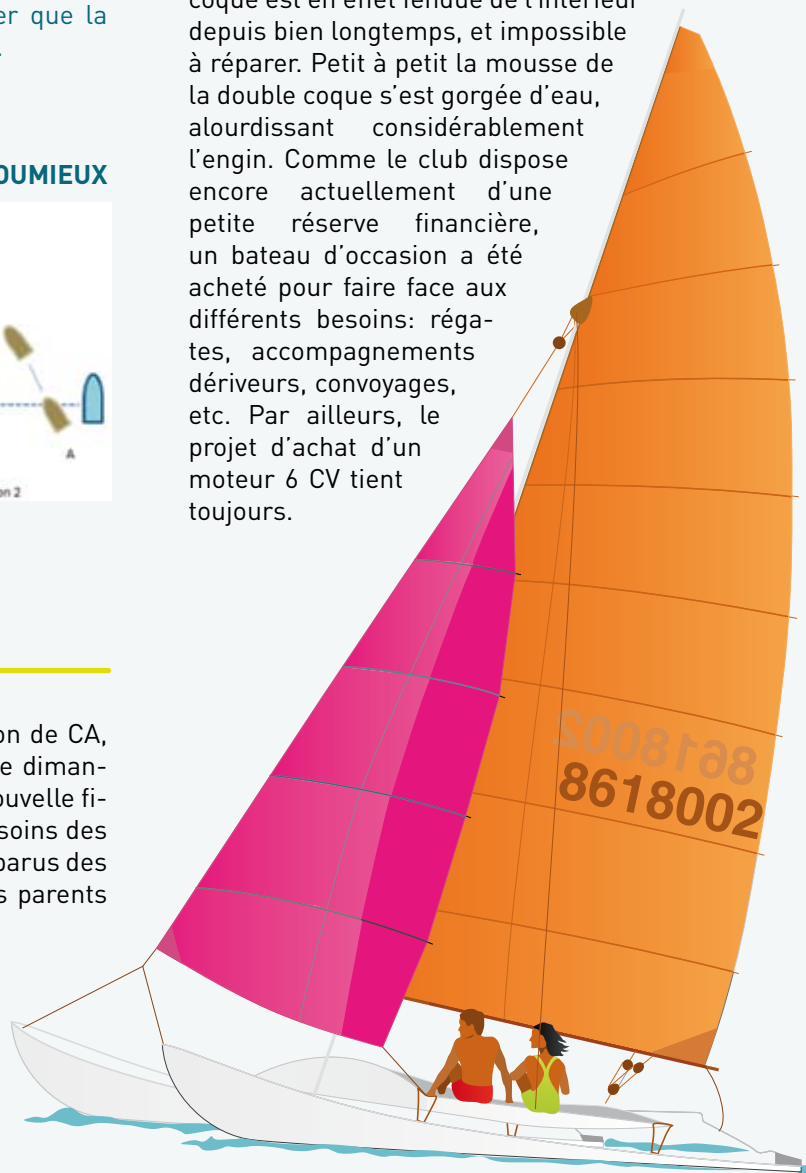 er que la
OUMIEUX
A
on 2
on de CA,
e diman-
ouvelle fi-
soins des
parus des
s parents
coque est en effet fendue de l'intérieur
depuis bien longtemps, et impossible
à réparer. Petit à petit la mousse de
la double coque s’est gorgée d’eau,
alourdissant considérablement
l’engin. Comme le club dispose
encore actuellement d’une
petite réserve financière,
un bateau d’occasion a été
acheté pour faire face aux
différents besoins: réga-
tes, accompagnements
dériveurs, convoyages,
etc. Par ailleurs, le
projet d’achat d’un
moteur 6 CV tient
toujours.
8618002
8618002